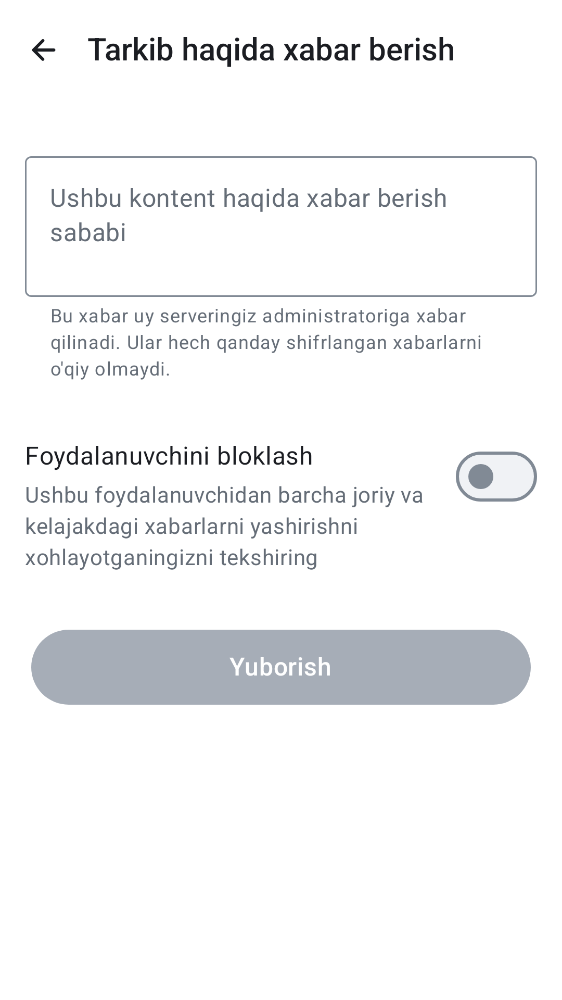 Tarkib haqida xabar berish
Ushbu kontent haqida xabar berish
sababi
Bu xabar uy serveringiz administratoriga xabar
qilinadi. Ular hech qanday shifrlangan xabarlarni
o'qiy olmaydi.
Foydalanuvchini bloklash
Ushbu foydalanuvchidan barcha joriy va
kelajakdagi xabarlarni yashirishni
xohlayotganingizni tekshiring
Yuborish